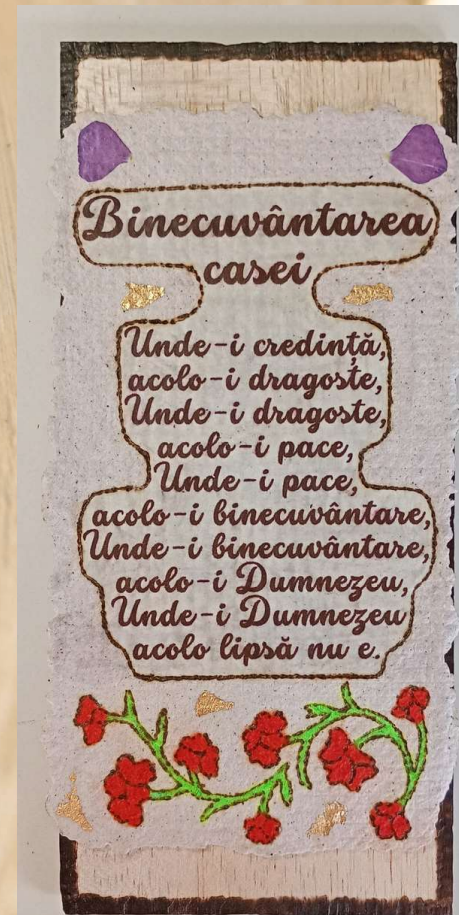 Binecuvântarea
casei
Unde-i credință,
acolo-i dragoste,
Unde-i dragoste,
acolo-i pace,
Unde-i pace,
acolo-i binecuvântare,
Unde-i binecuvântare,
acolo-i Dumnezeu,
Unde-i Dumnezeu
acolo lipsă nu e.